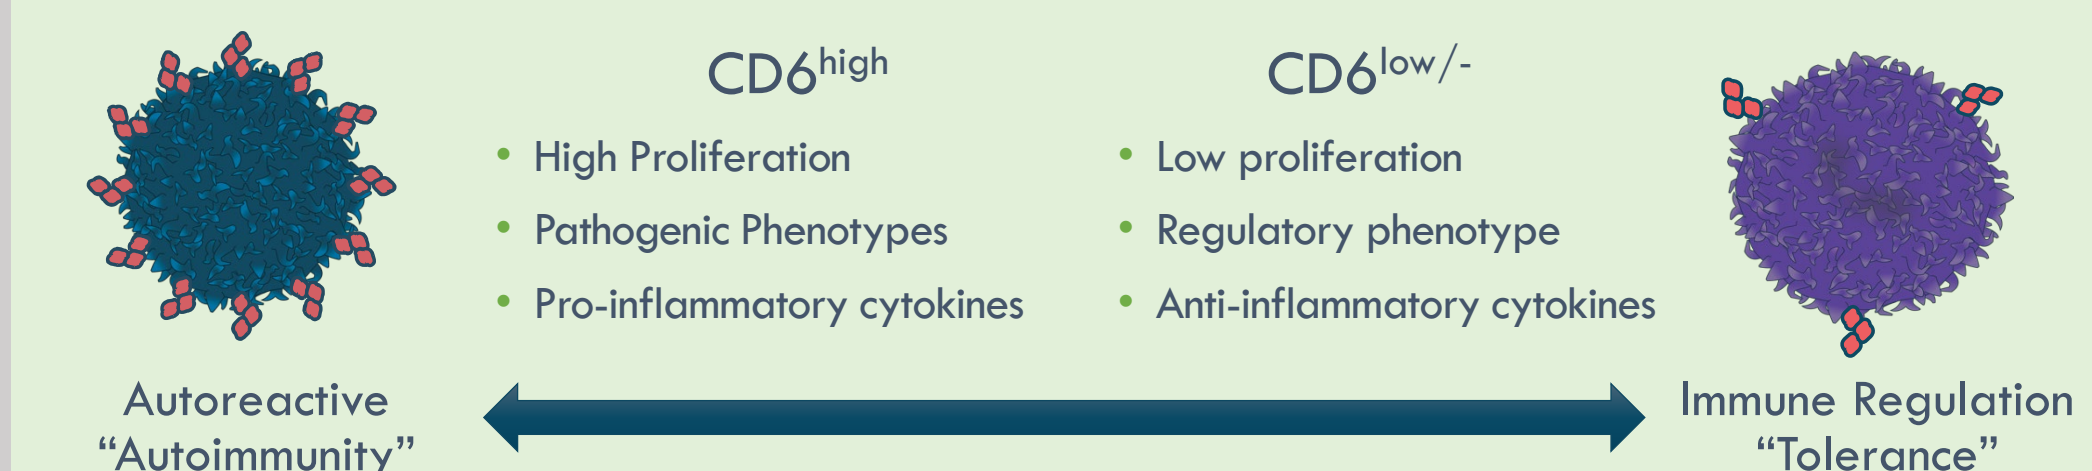 CD6high
• High Proliferation
• Pathogenic Phenotypes
• Pro-inflammatory cytokines
CD6low/-
• Low proliferation
• Regulatory phenotype
• Anti-inflammatory cytokines
Autoreactive
“Autoimmunity”
Immune Regulation
“Tolerance”